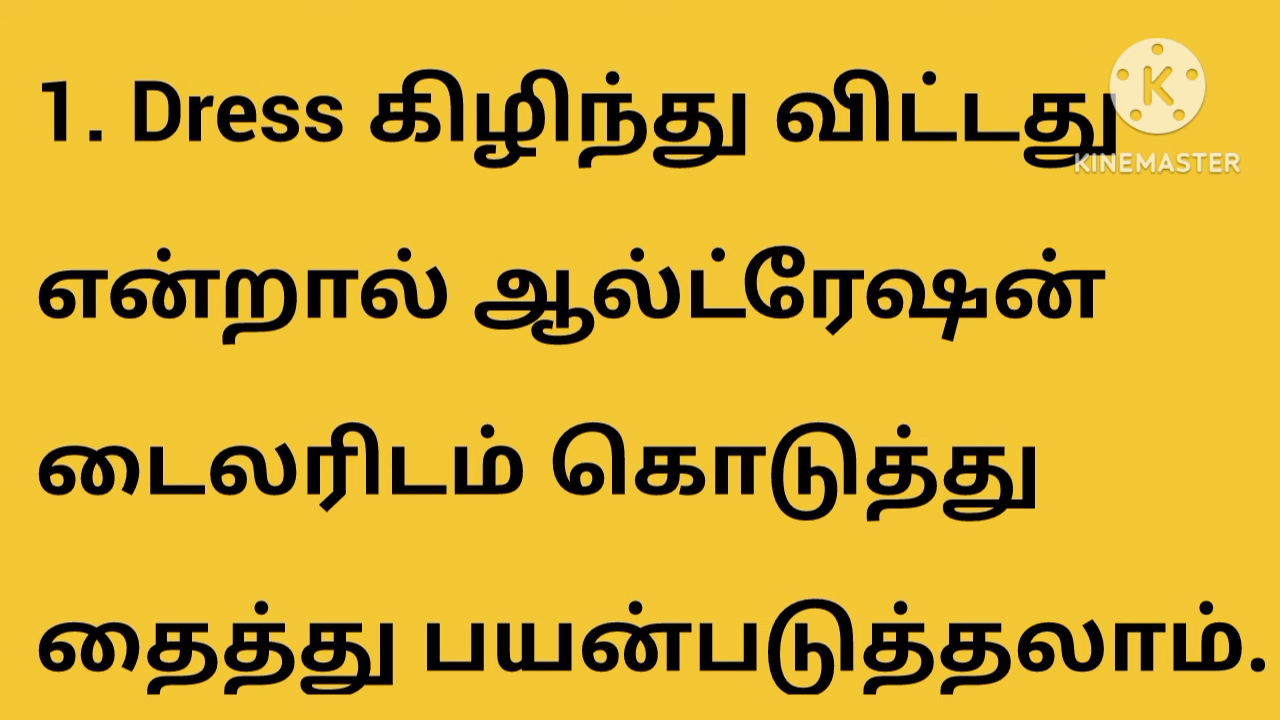 1. Dress கிழிந்து விட்டது
KINEMASTER
என்றால் ஆல்ட்ரேஷன்
டைலரிடம் கொடுத்து
தைத்து பயன்படுத்தலாம்.